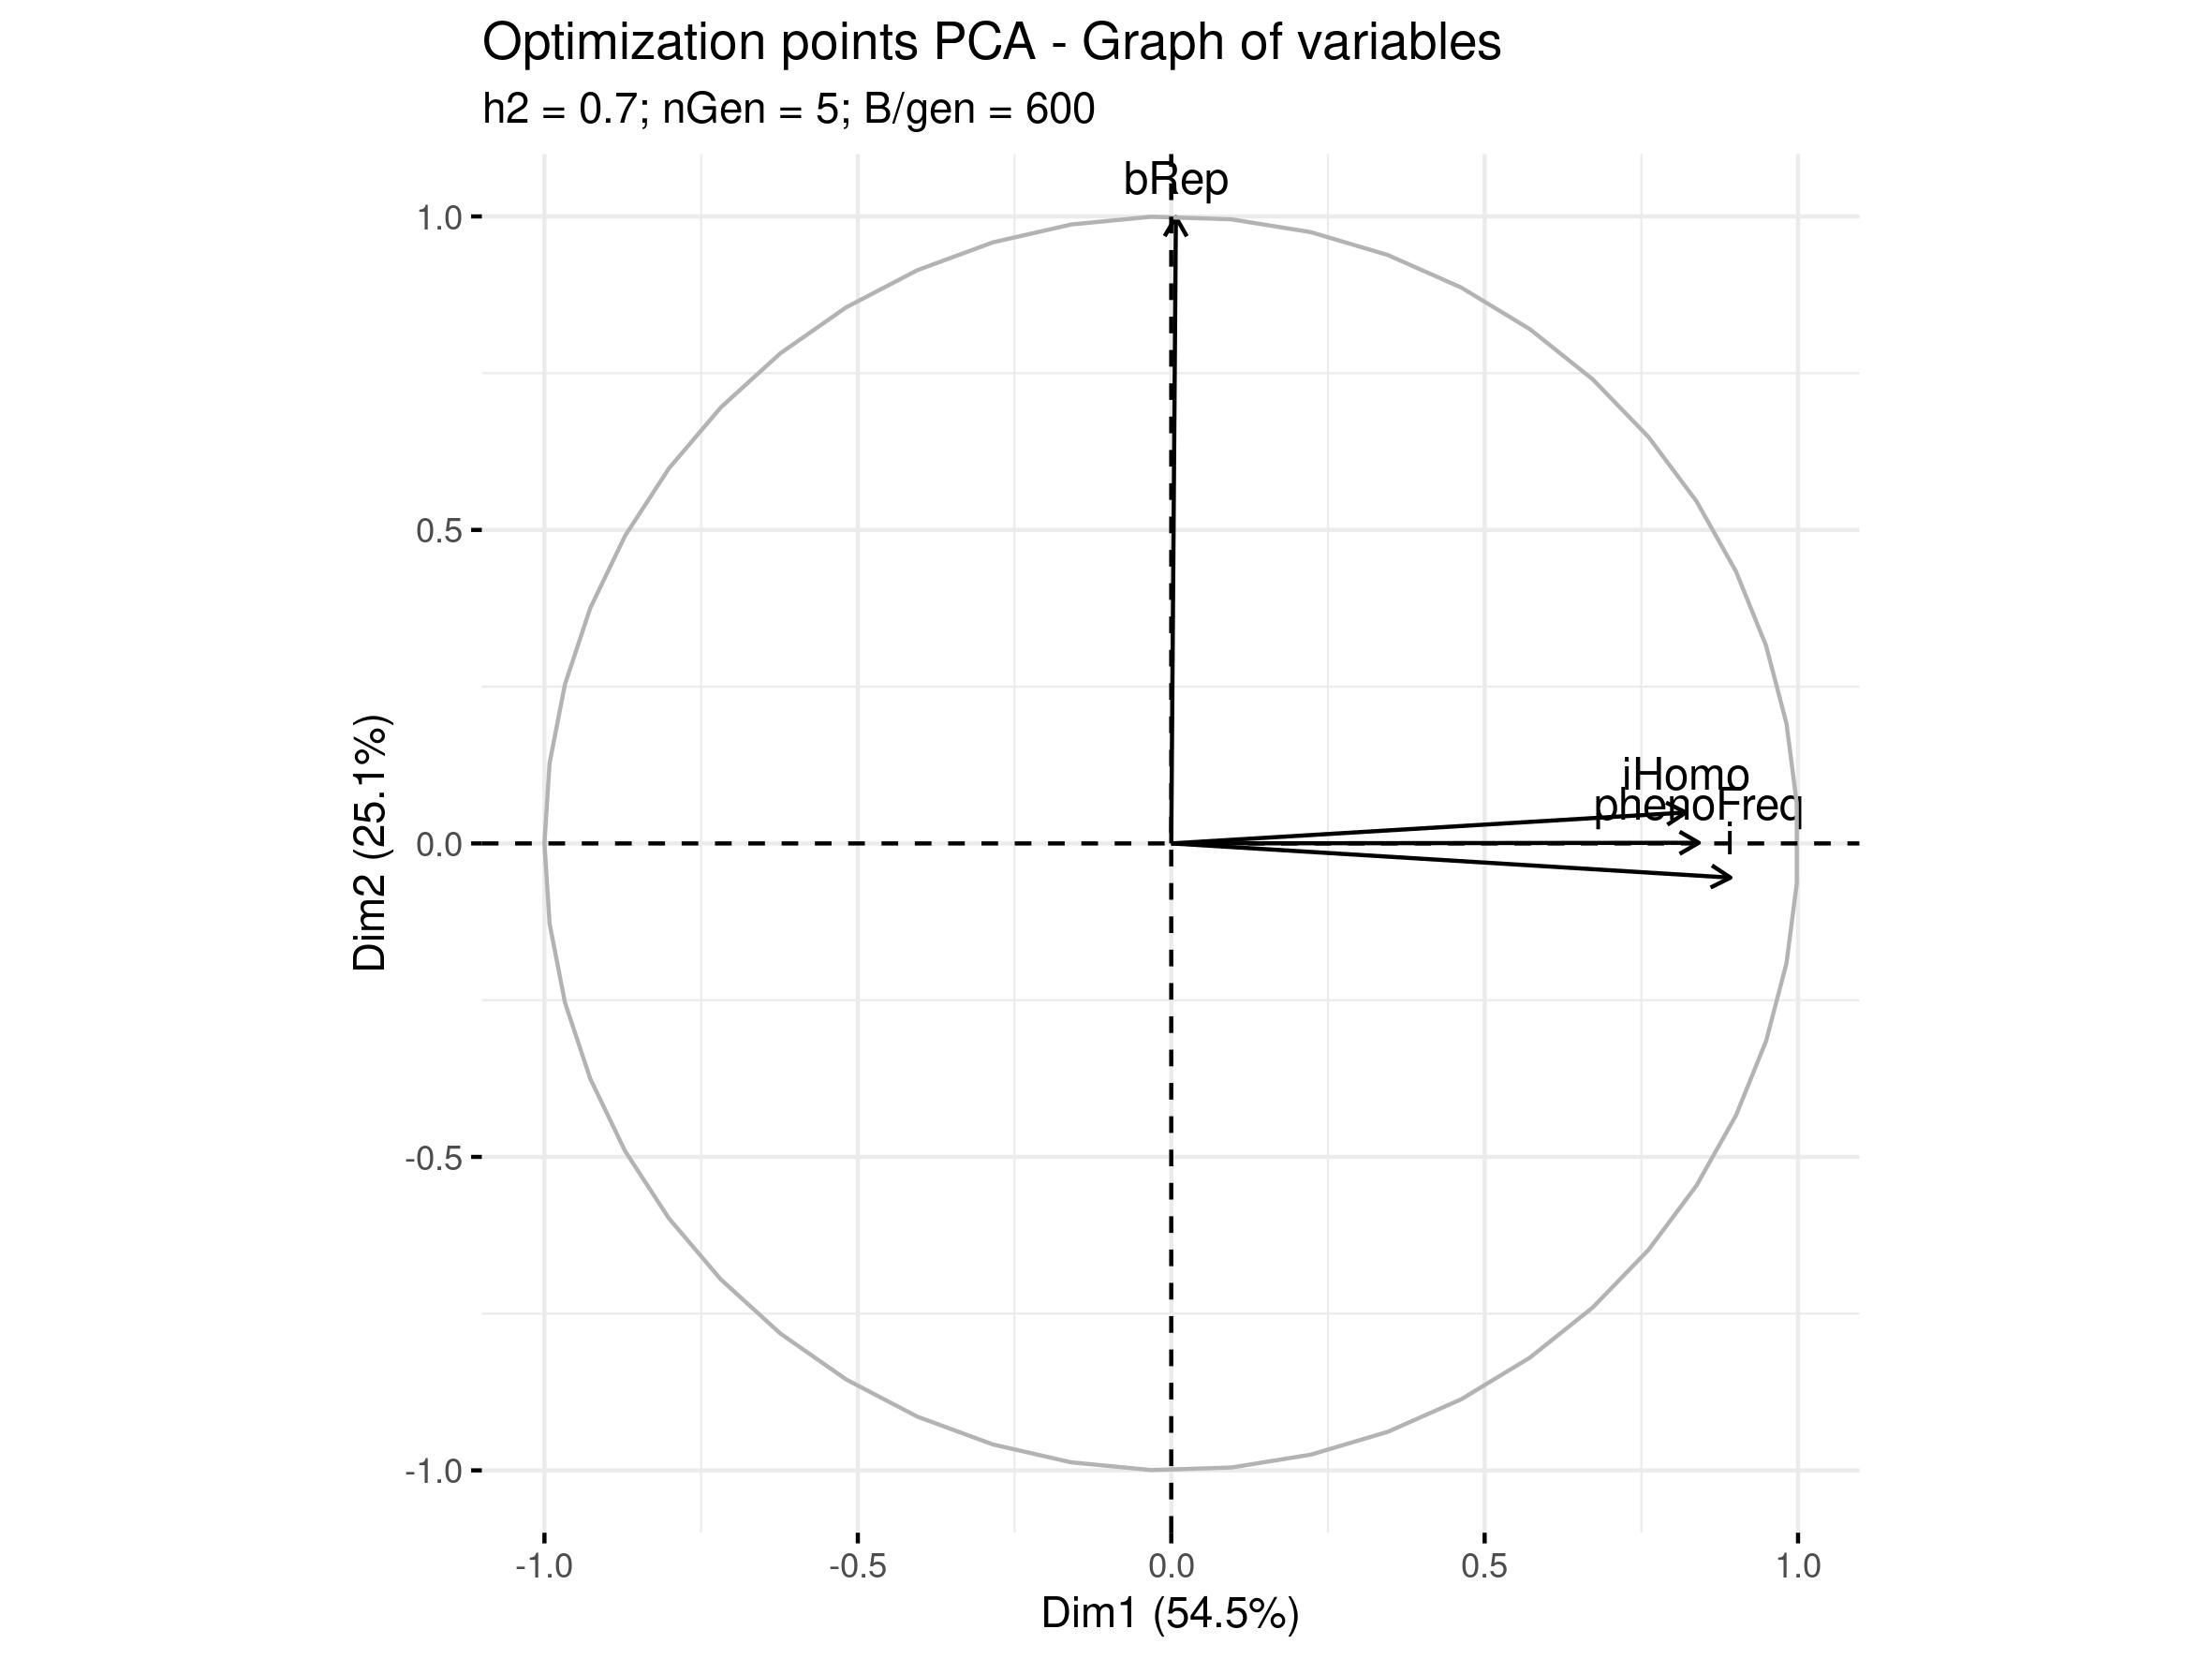 Optimization points PCA - Graph of variables
h2 = 0.7; nGen = 5; B/gen = 600
bRep
1.0
0.5
iHomo
phenoFreq
i
0.0
-0.5
-1.0
Dim2 (25.1%)
-1.0 -0.5 0.0 0.5 1.0
Dim1 (54.5%)